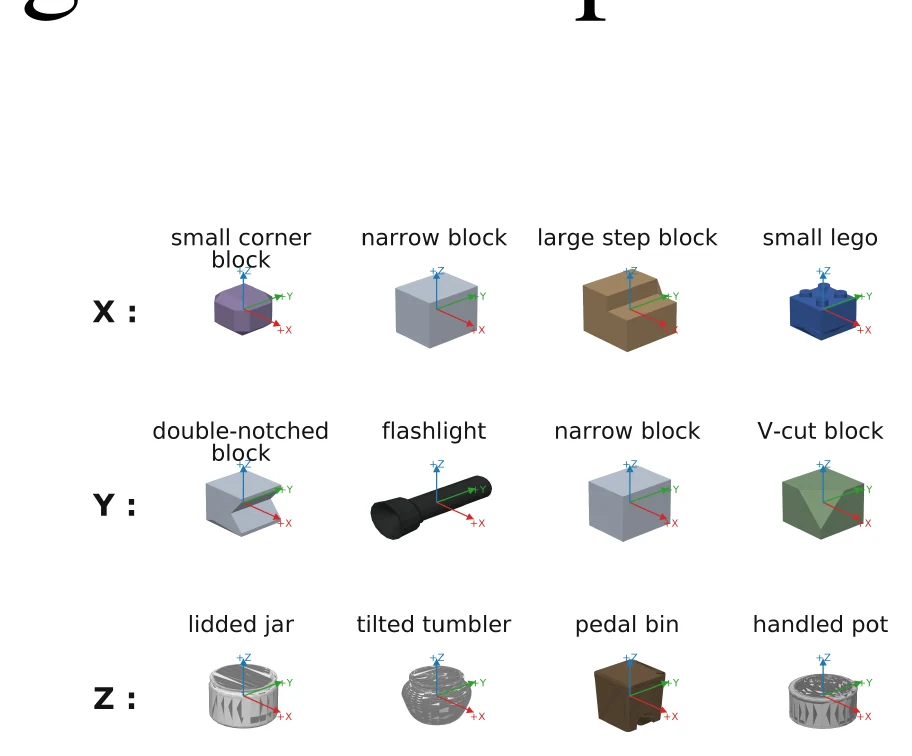 small corner
block
narrow block
large step block
small lego
X :
+Z
+Y
+X
+Z
+Y
+X
+Z
+Y
+X
+Z
+Y
+X
double-notched
block
flashlight
narrow block
V-cut block
Y :
+Z
+Y
+X
+Z
+Y
+X
+Z
+Y
+X
+Z
+Y
+X
lidded jar
tilted tumbler
pedal bin
handled pot
Z :
+Z
+Y
+X
+Z
+Y
+X
+Z
+Y
+X
+Z
+Y
+X